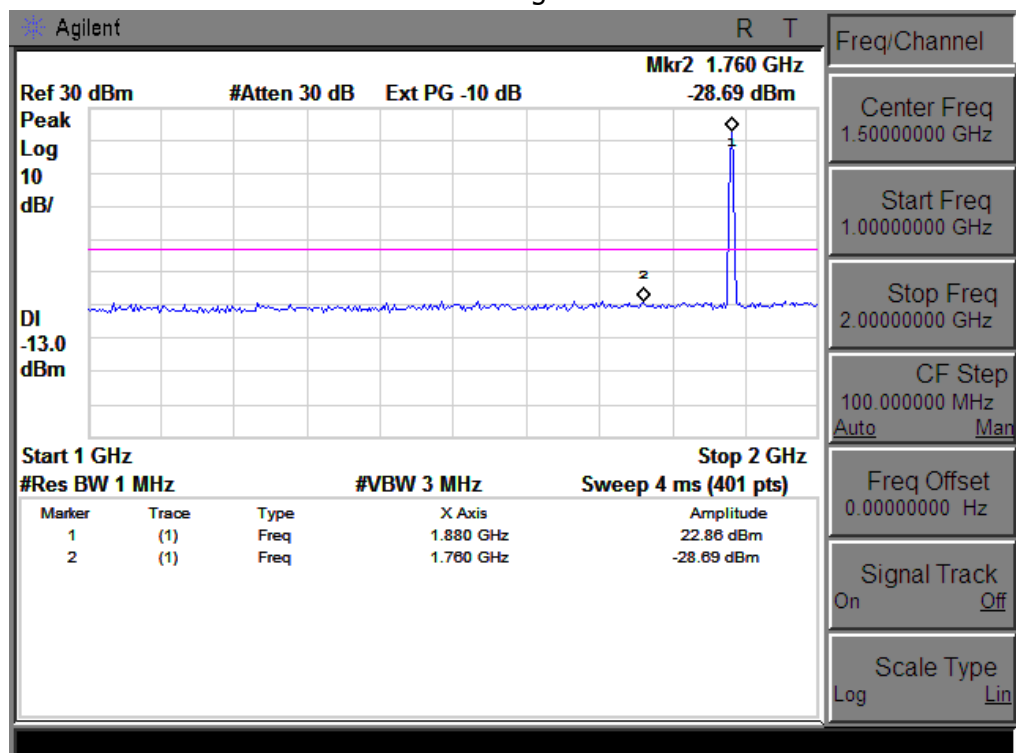 Agilent
R T
Mkr2 1.760 GHz
Ref 30 dBm #Atten 30 dB Ext PG -10 dB -28.69 dBm
Peak
Log
10
dB/
1
2
DI
-13.0
dBm
Start 1 GHz Stop 2 GHz
#Res BW 1 MHz #VBW 3 MHz Sweep 4 ms (401 pts)
Marker Trace Type X Axis Amplitude
1 (1) Freq 1.880 GHz 22.86 dBm
2 (1) Freq 1.760 GHz -28.69 dBm
Freq/Channel
Center Freq
1.50000000 GHz
Start Freq
1.00000000 GHz
Stop Freq
2.00000000 GHz
CF Step
100.000000 MHz
Auto Man
Freq Offset
0.00000000 Hz
Signal Track
On Off
Scale Type
Log Lin